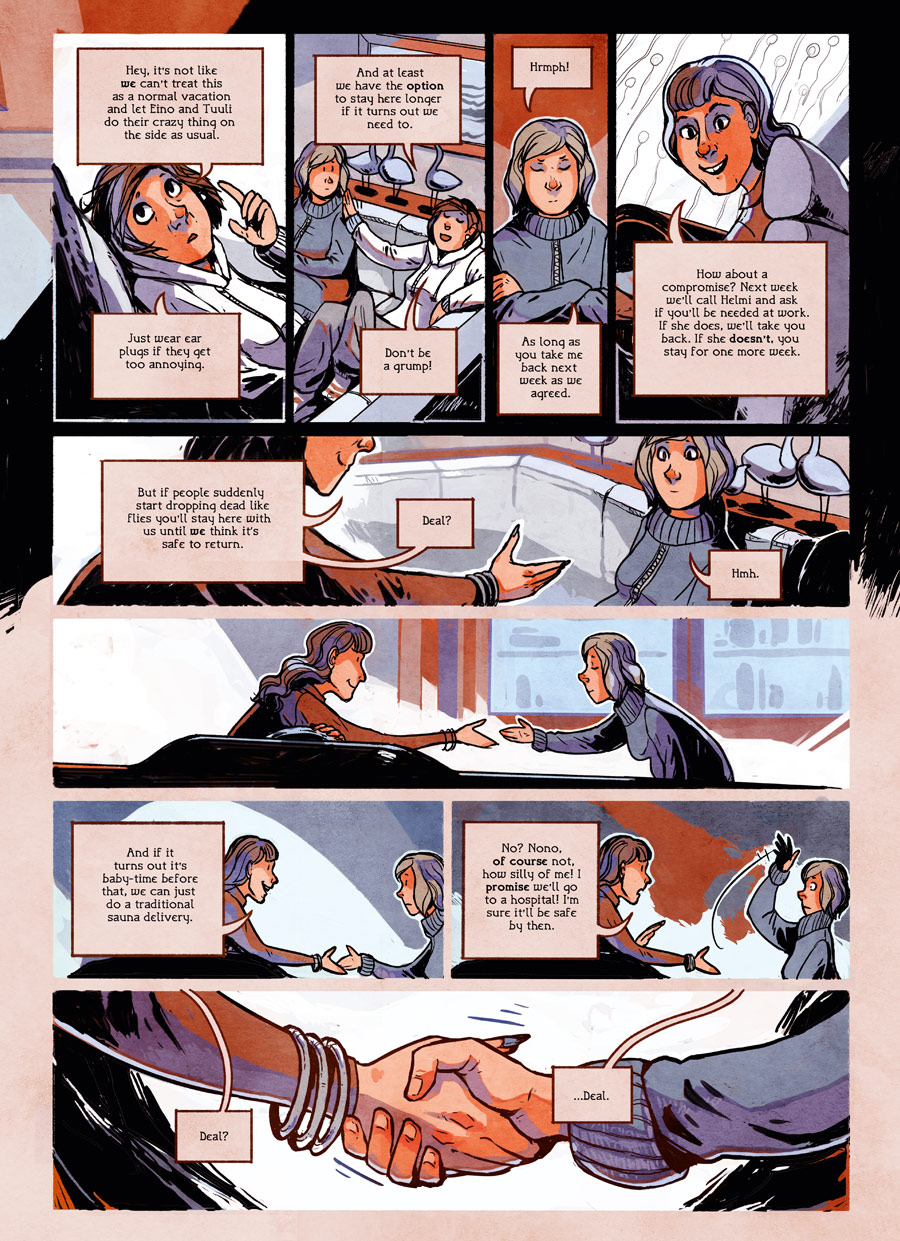 Hey, it's not like
we can't treat this
as a normal vacation
and let Eino and Tuuli
do their crazy thing on
the side as usual.
Just wear ear
plugs if they get
too annoying.
And at least
we have the option
to stay here longer
if it turns out we
need to.
Don't be
a grump!
Hrmph!
As long as
you take me
back next
week as we
agreed.
How about a
compromise? Next week
we'll call Helmi and ask
if you'll be needed at work.
If she does, we'll take you
back. If she doesn't, you
stay for one more week.
But if people suddenly
start dropping dead like
flies you'll stay here with
us until we think it's
safe to return.
Deal?
Hmh.
And if it
turns out it's
baby-time before
that, we can just
do a traditional
sauna delivery.
No? Nono,
of course not,
how silly of me! I
promise we'll go
to a hospital! I'm
sure it'll be safe
by then.
Deal?
...Deal.